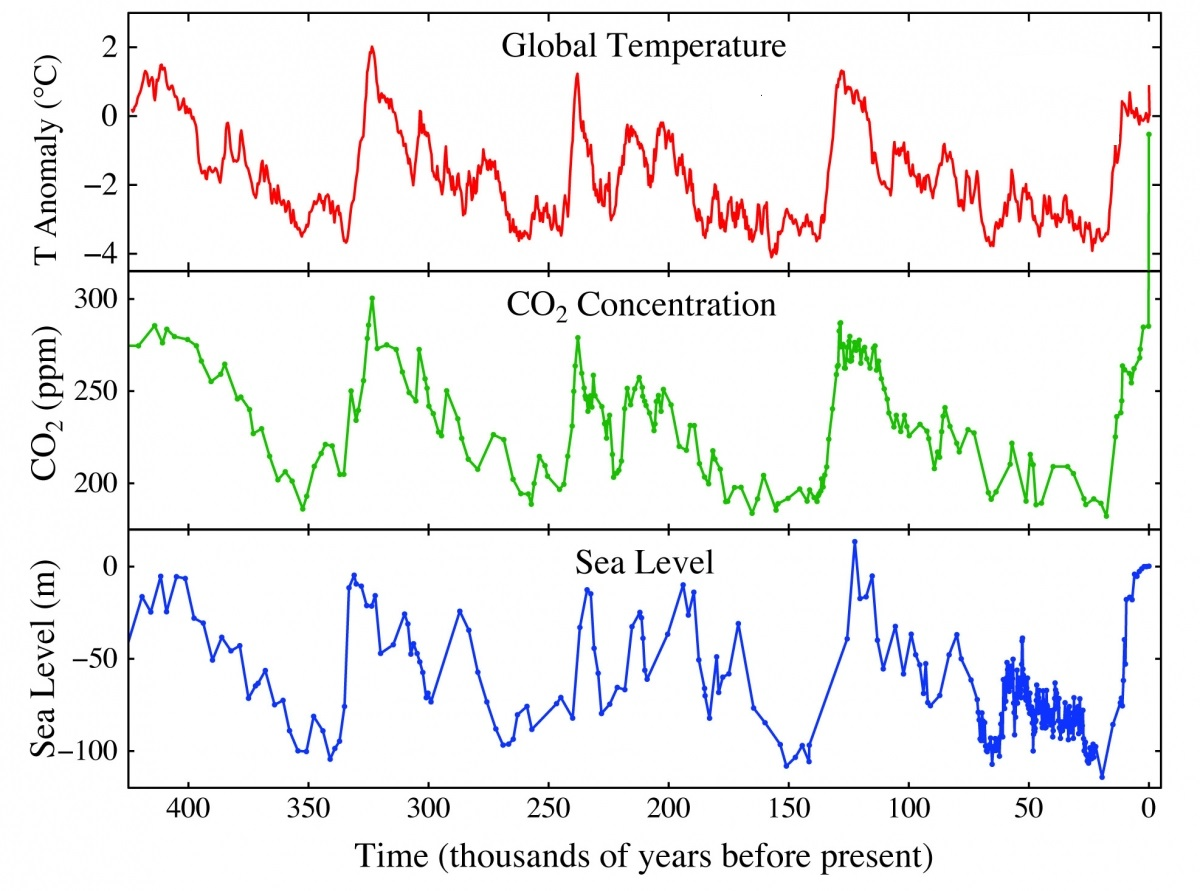 Global Temperature
T Anomaly (°C)
2
0
−2
−4
CO₂ Concentration
CO₂ (ppm)
300
250
200
Sea Level
Sea Level (m)
0
−50
−100
400 350 300 250 200 150 100 50 0
Time (thousands of years before present)